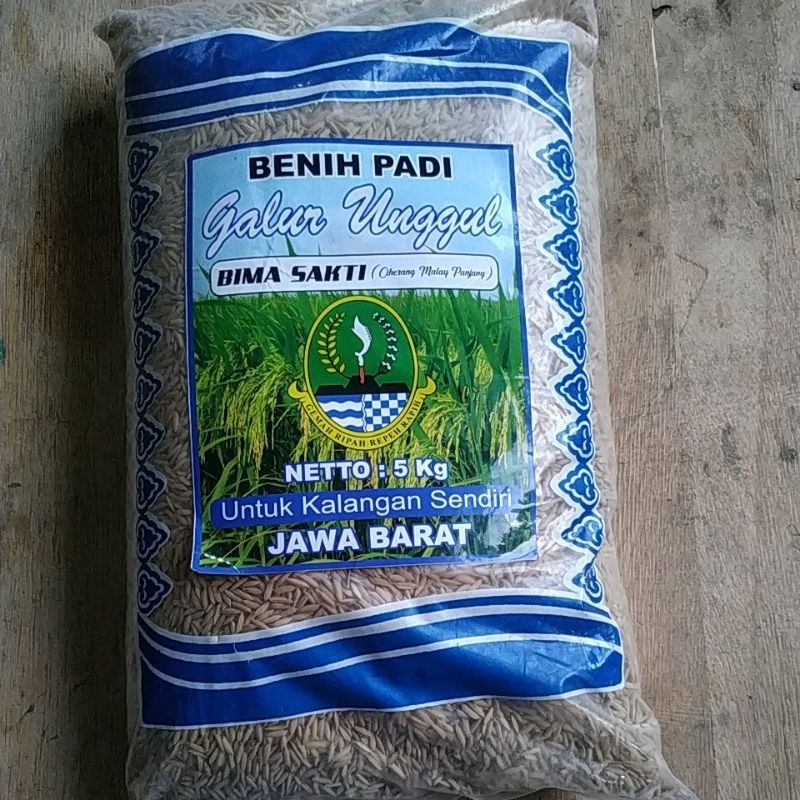 BENIH PADI
Galur Unggul
BIMA SAKTI (Ciherang Malay Panjang)
GEMAH RIPAH REPEH RAPIH
NETTO : 5 Kg
Untuk Kalangan Sendiri
JAWA BARAT